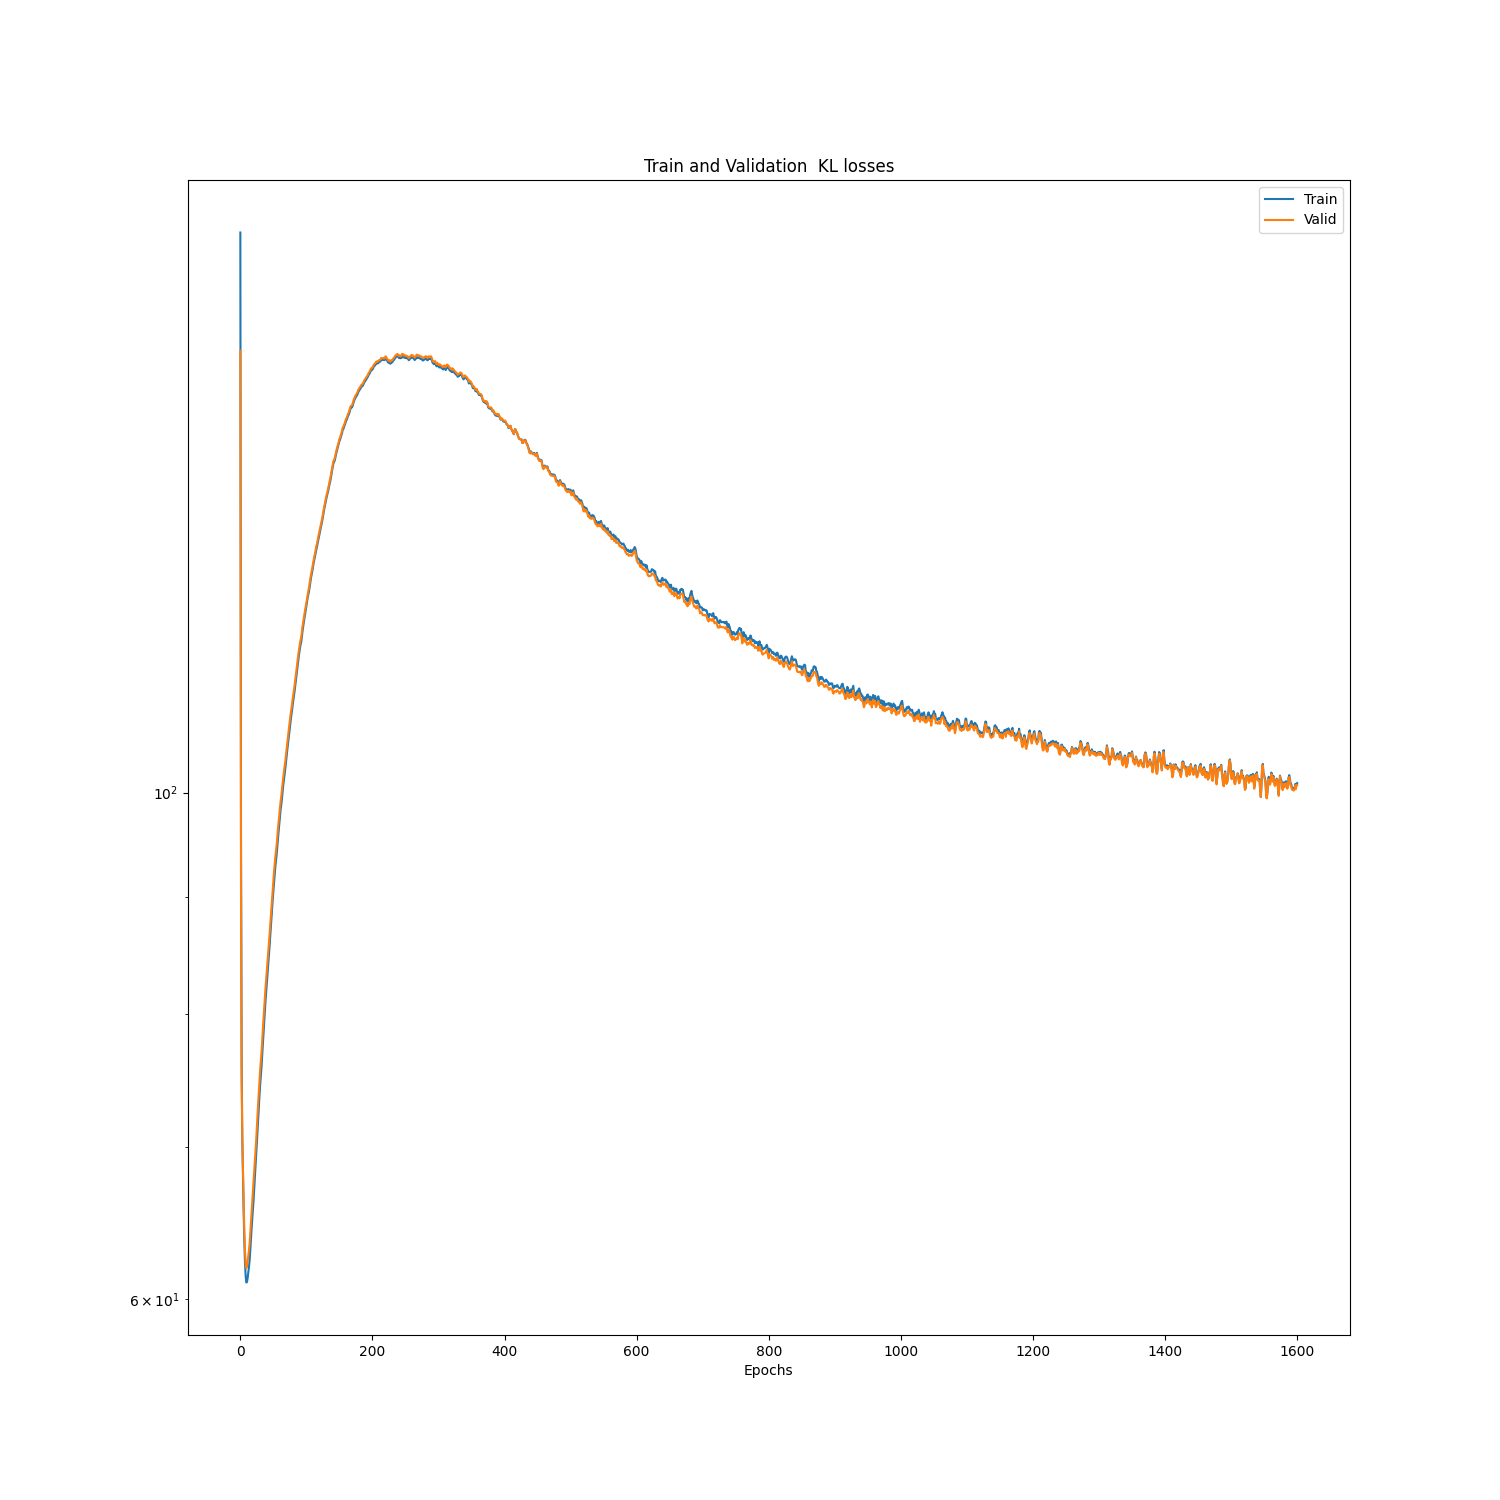 Train and Validation  KL losses
Train
Valid
10²
6 × 10¹
0 200 400 600 800 1000 1200 1400 1600
Epochs